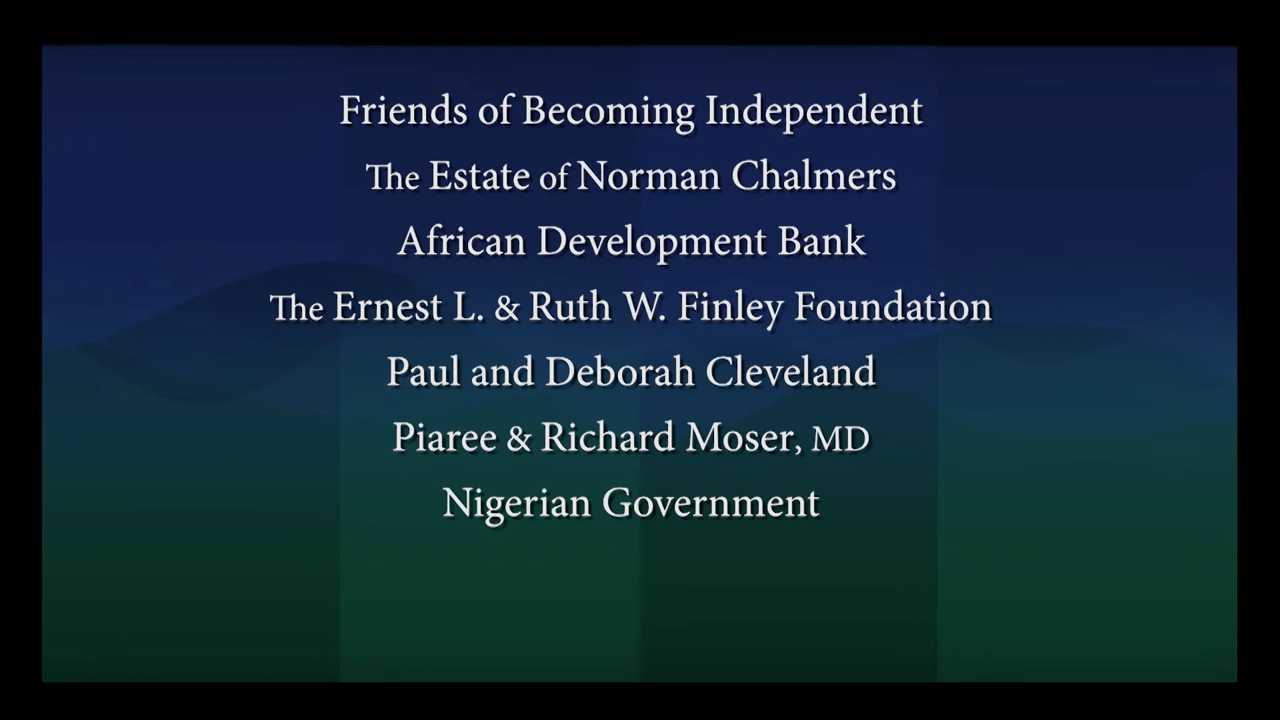 Friends of Becoming Independent
The Estate of Norman Chalmers
African Development Bank
The Ernest L. & Ruth W. Finley Foundation
Paul and Deborah Cleveland
Piaree & Richard Moser, MD
Nigerian Government